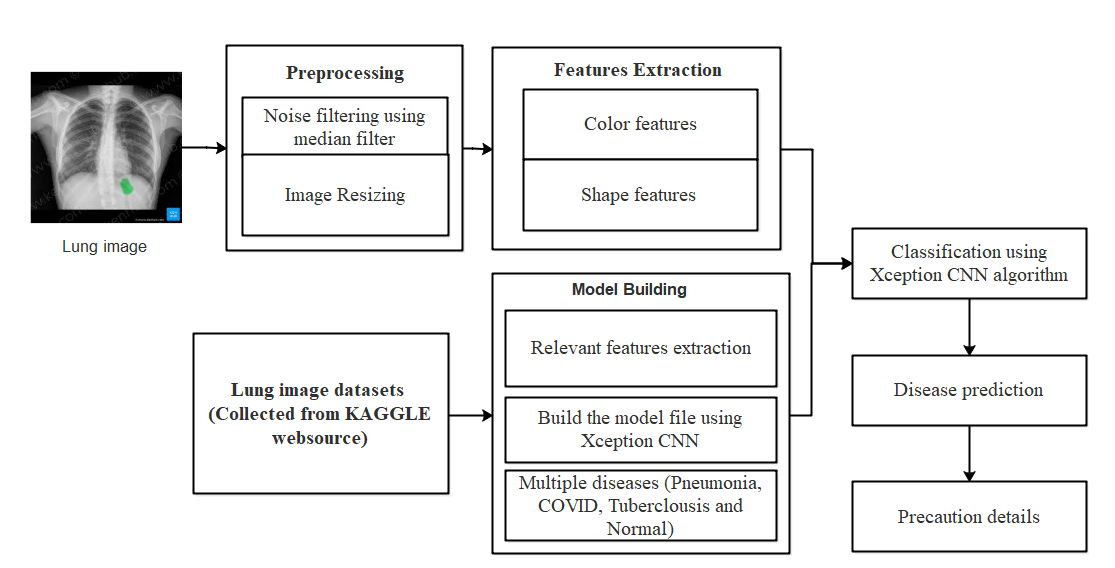 Preprocessing
Noise filtering using
median filter
Image Resizing
Lung image
Features Extraction
Color features
Shape features
Lung image datasets
(Collected from KAGGLE
websource)
Model Building
Relevant features extraction
Build the model file using
Xception CNN
Multiple diseases (Pneumonia,
COVID, Tuberclousis and
Normal)
Classification using
Xception CNN algorithm
Disease prediction
Precaution details